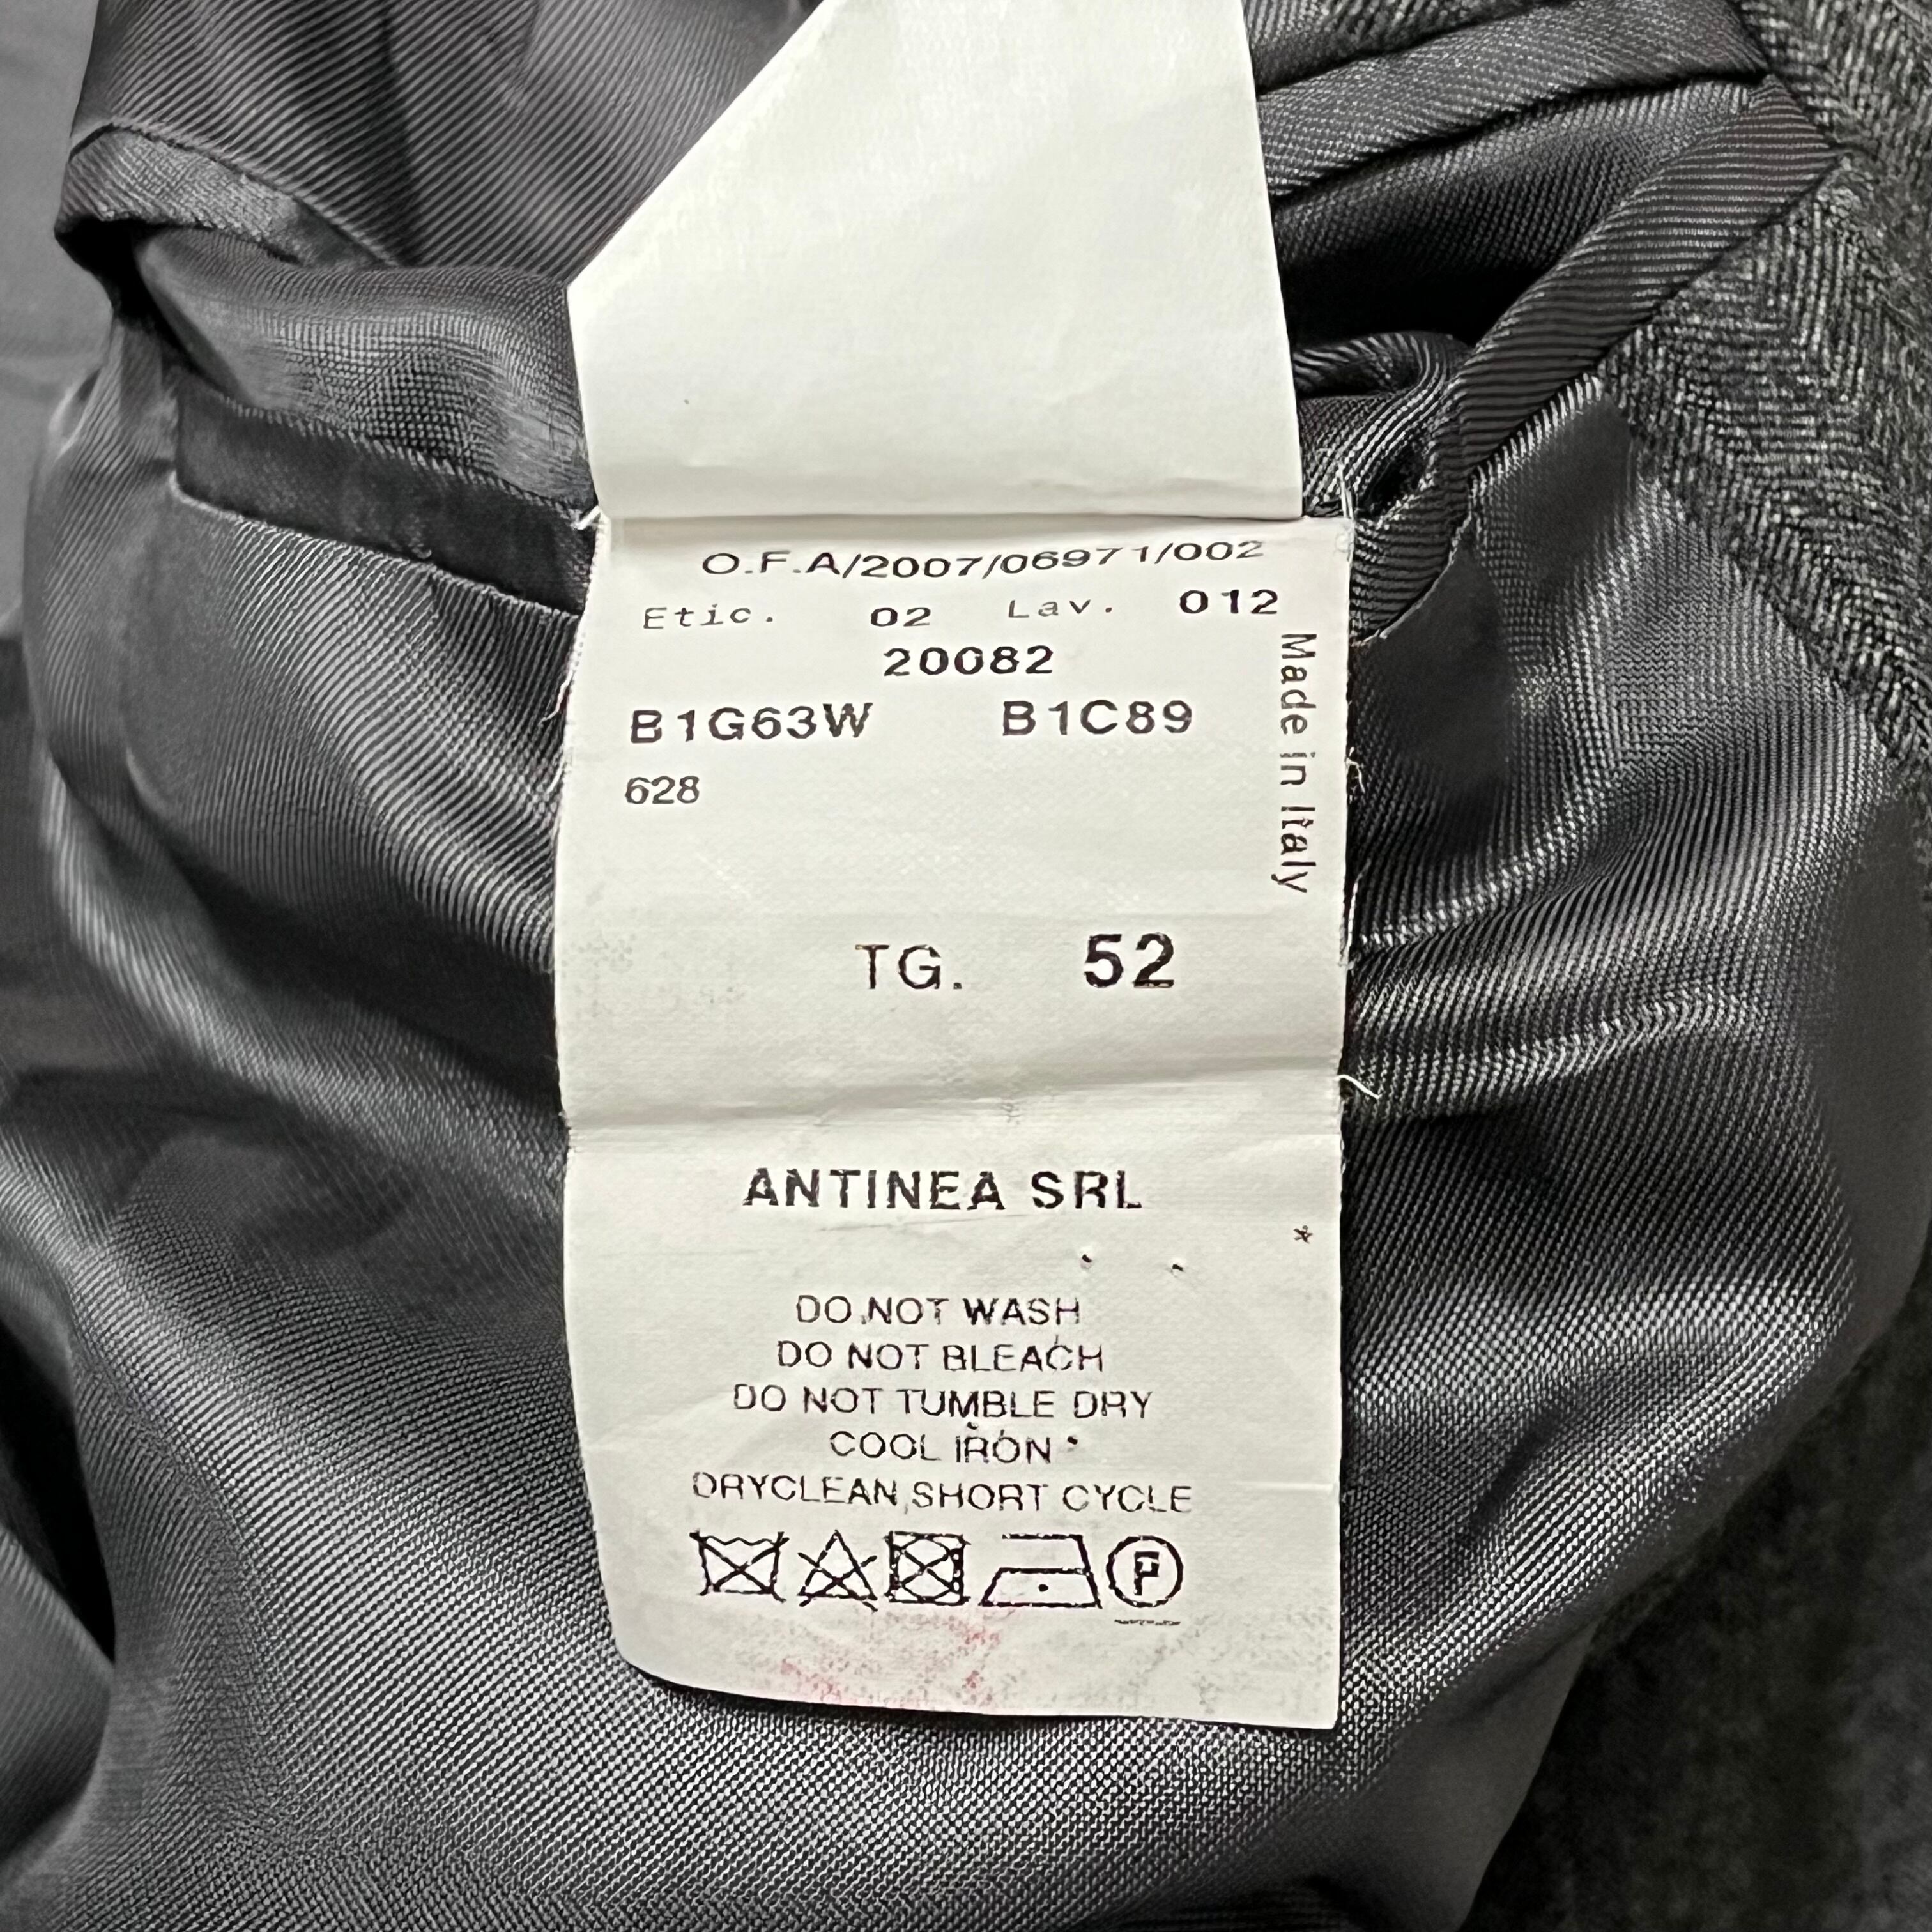 O.F.A/2007/06971/002
Etic. 02 Lav. 012
20082
B1G63W B1C89
628
Made in Italy
TG. 52
ANTINEA SRL
*
DO NOT WASH
DO NOT BLEACH
DO NOT TUMBLE DRY
COOL IRON
DRYCLEAN SHORT CYCLE
P